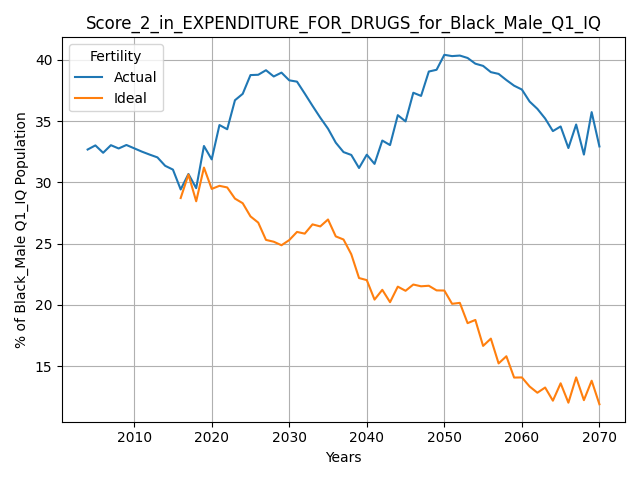 Score_2_in_EXPENDITURE_FOR_DRUGS_for_Black_Male_Q1_IQ
Fertility
Actual
Ideal
% of Black_Male Q1_IQ Population
40
35
30
25
20
15
2010 2020 2030 2040 2050 2060 2070
Years